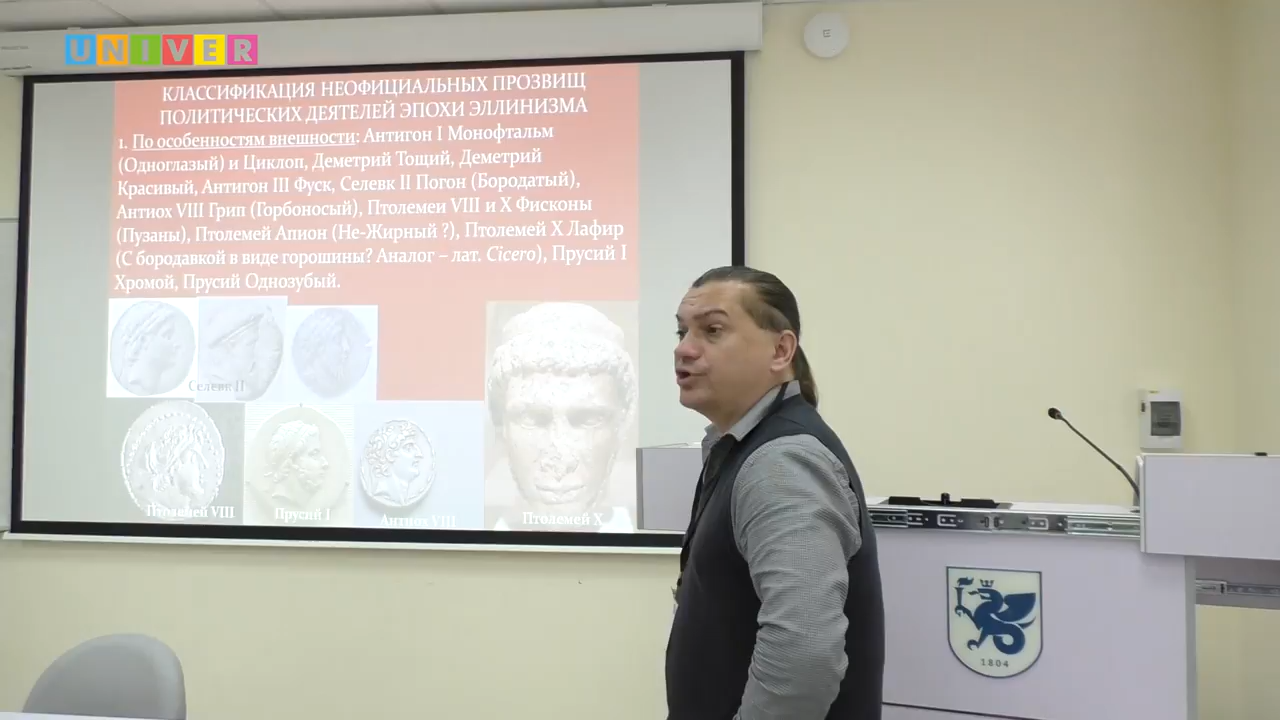 UNIVER
КЛАССИФИКАЦИЯ НЕОФИЦИАЛЬНЫХ ПРОЗВИЩ
ПОЛИТИЧЕСКИХ ДЕЯТЕЛЕЙ ЭПОХИ ЭЛЛИНИЗМА
1. По особенностям внешности: Антигон I Монофтальм
(Одноглазый) и Циклоп, Деметрий Тощий, Деметрий
Красивый, Антигон III Фуск, Селевк II Погон (Бородатый),
Антиох VIII Грип (Горбоносый), Птолемеи VIII и X Фисконы
(Пузаны), Птолемей Апион (Не-Жирный ?), Птолемей X Лафир
(С бородавкой в виде горошины? Аналог – лат. Cicero), Прусий I
Хромой, Прусий Однозубый.
Селевк II
Птолемей VIII
Прусий I
Антиох VIII
Птолемей X
1804